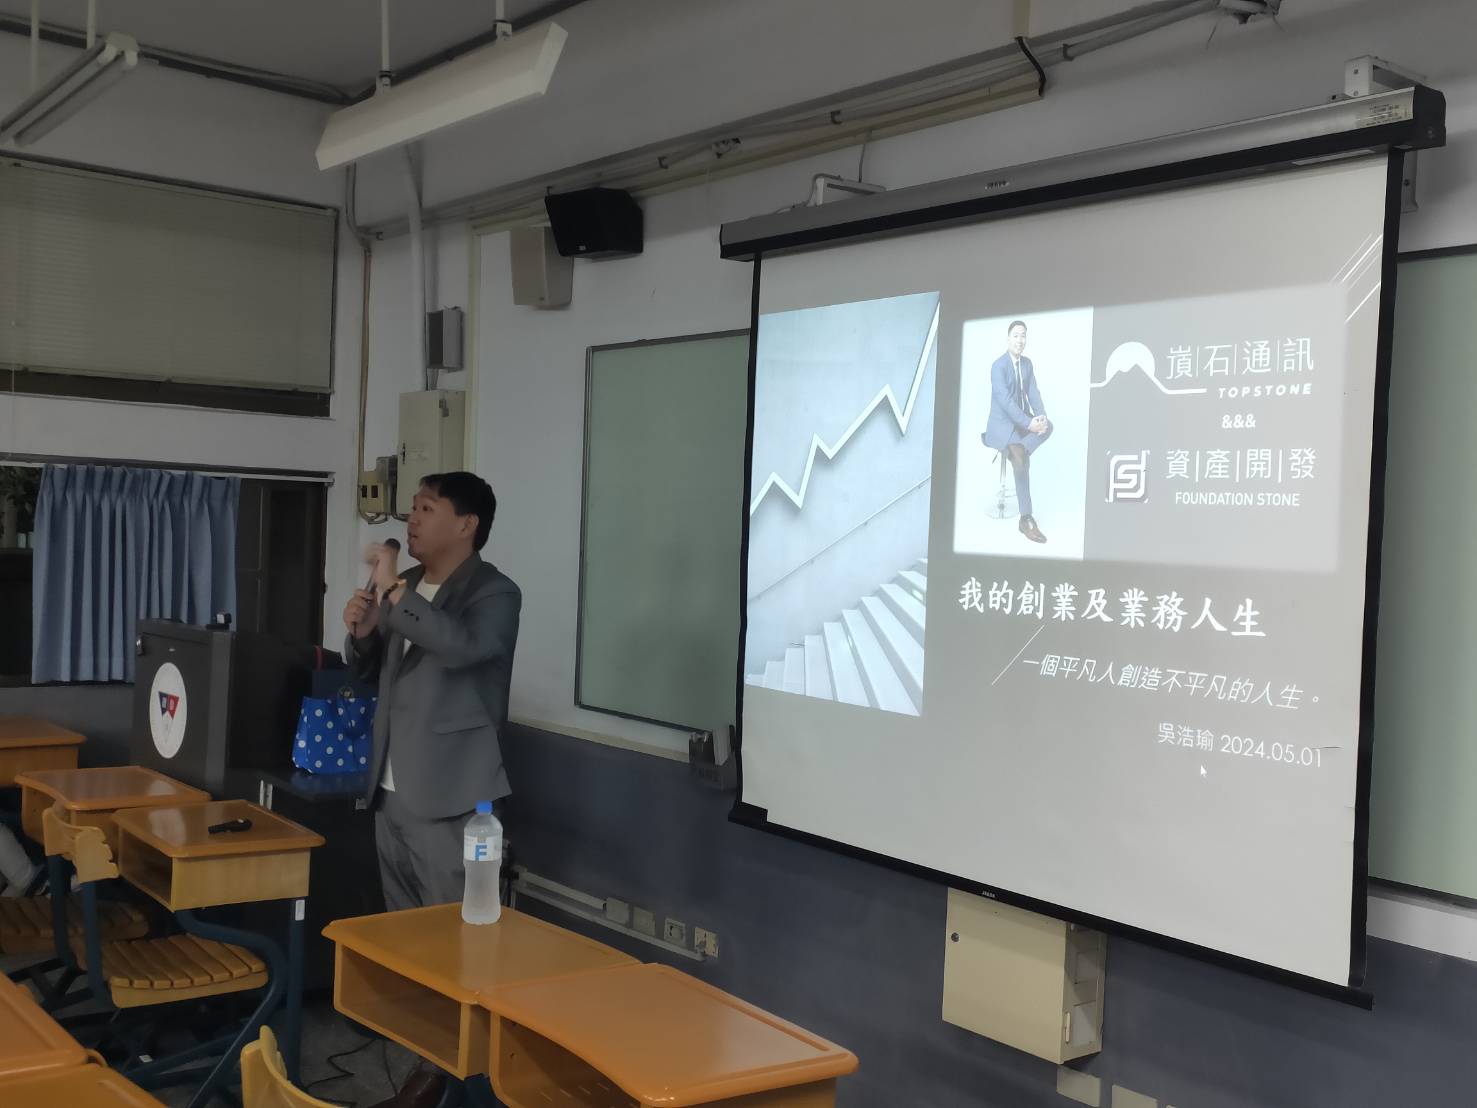 嵿石通訊
TOPSTONE
&&&
資產開發
FOUNDATION STONE
我的創業及業務人生
一個平凡人創造不平凡的人生。
吳浩瑜 2024.05.01
F